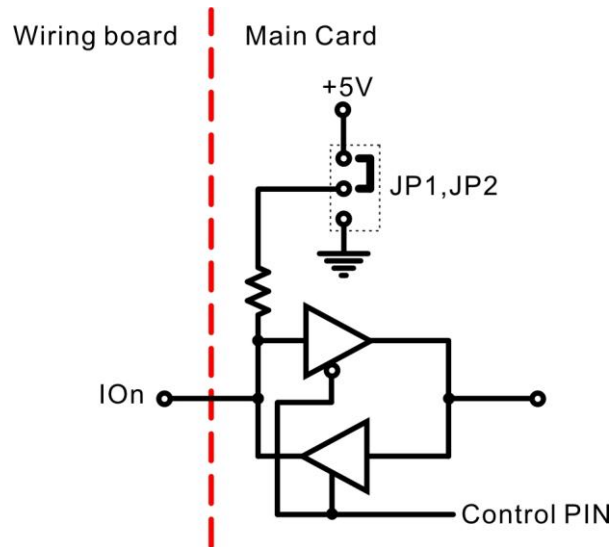 Wiring board
Main Card
+5V
JP1,JP2
IOn
Control PIN